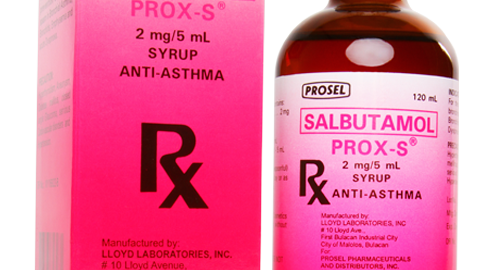 PROX-S®
2 mg/5 mL
SYRUP
ANTI-ASTHMA
Rx
Manufactured by:
LLOYD LABORATORIES, INC.
# 10 Lloyd Avenue,
PROSEL
120 mL
SALBUTAMOL
PROX-S®
2 mg/5 mL
SYRUP
Rx
ANTI-ASTHMA
Manufactured by:
LLOYD LABORATORIES, INC
# 10 Lloyd Ave.,
First Bulacan Industrial City
City of Malolos, Bulacan
For:
PROSEL PHARMACEUTICALS
AND DISTRIBUTORS, INC.